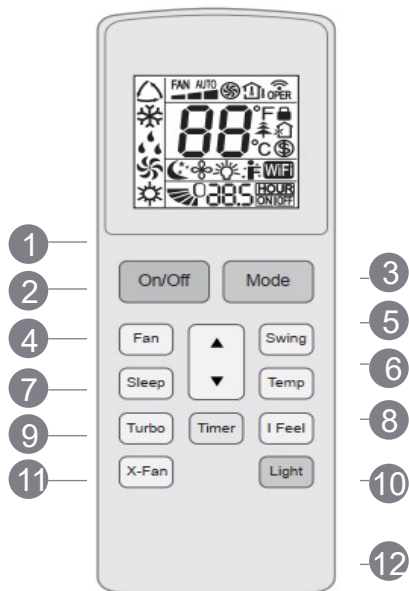 FAN AUTO OPER
88 °F
°C
WIFI
188.5 HOUR
ON OFF
1
2
On/Off Mode
3
4
Fan Swing
5
6
7
Sleep Temp
8
9
Turbo Timer I Feel
10
11
X-Fan Light
12